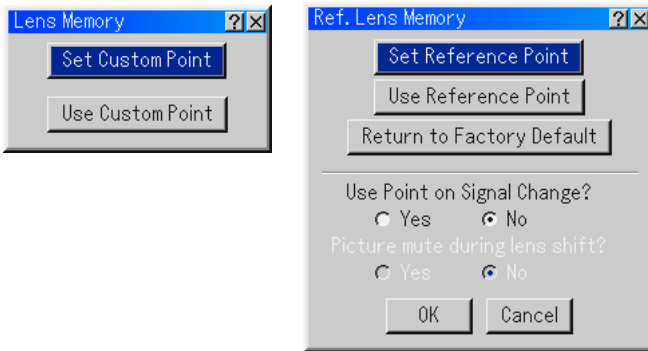 Lens Memory
Set Custom Point
Use Custom Point
Ref. Lens Memory
Set Reference Point
Use Reference Point
Return to Factory Default
Use Point on Signal Change?
Yes No
Picture mute during lens shift?
Yes No
OK Cancel